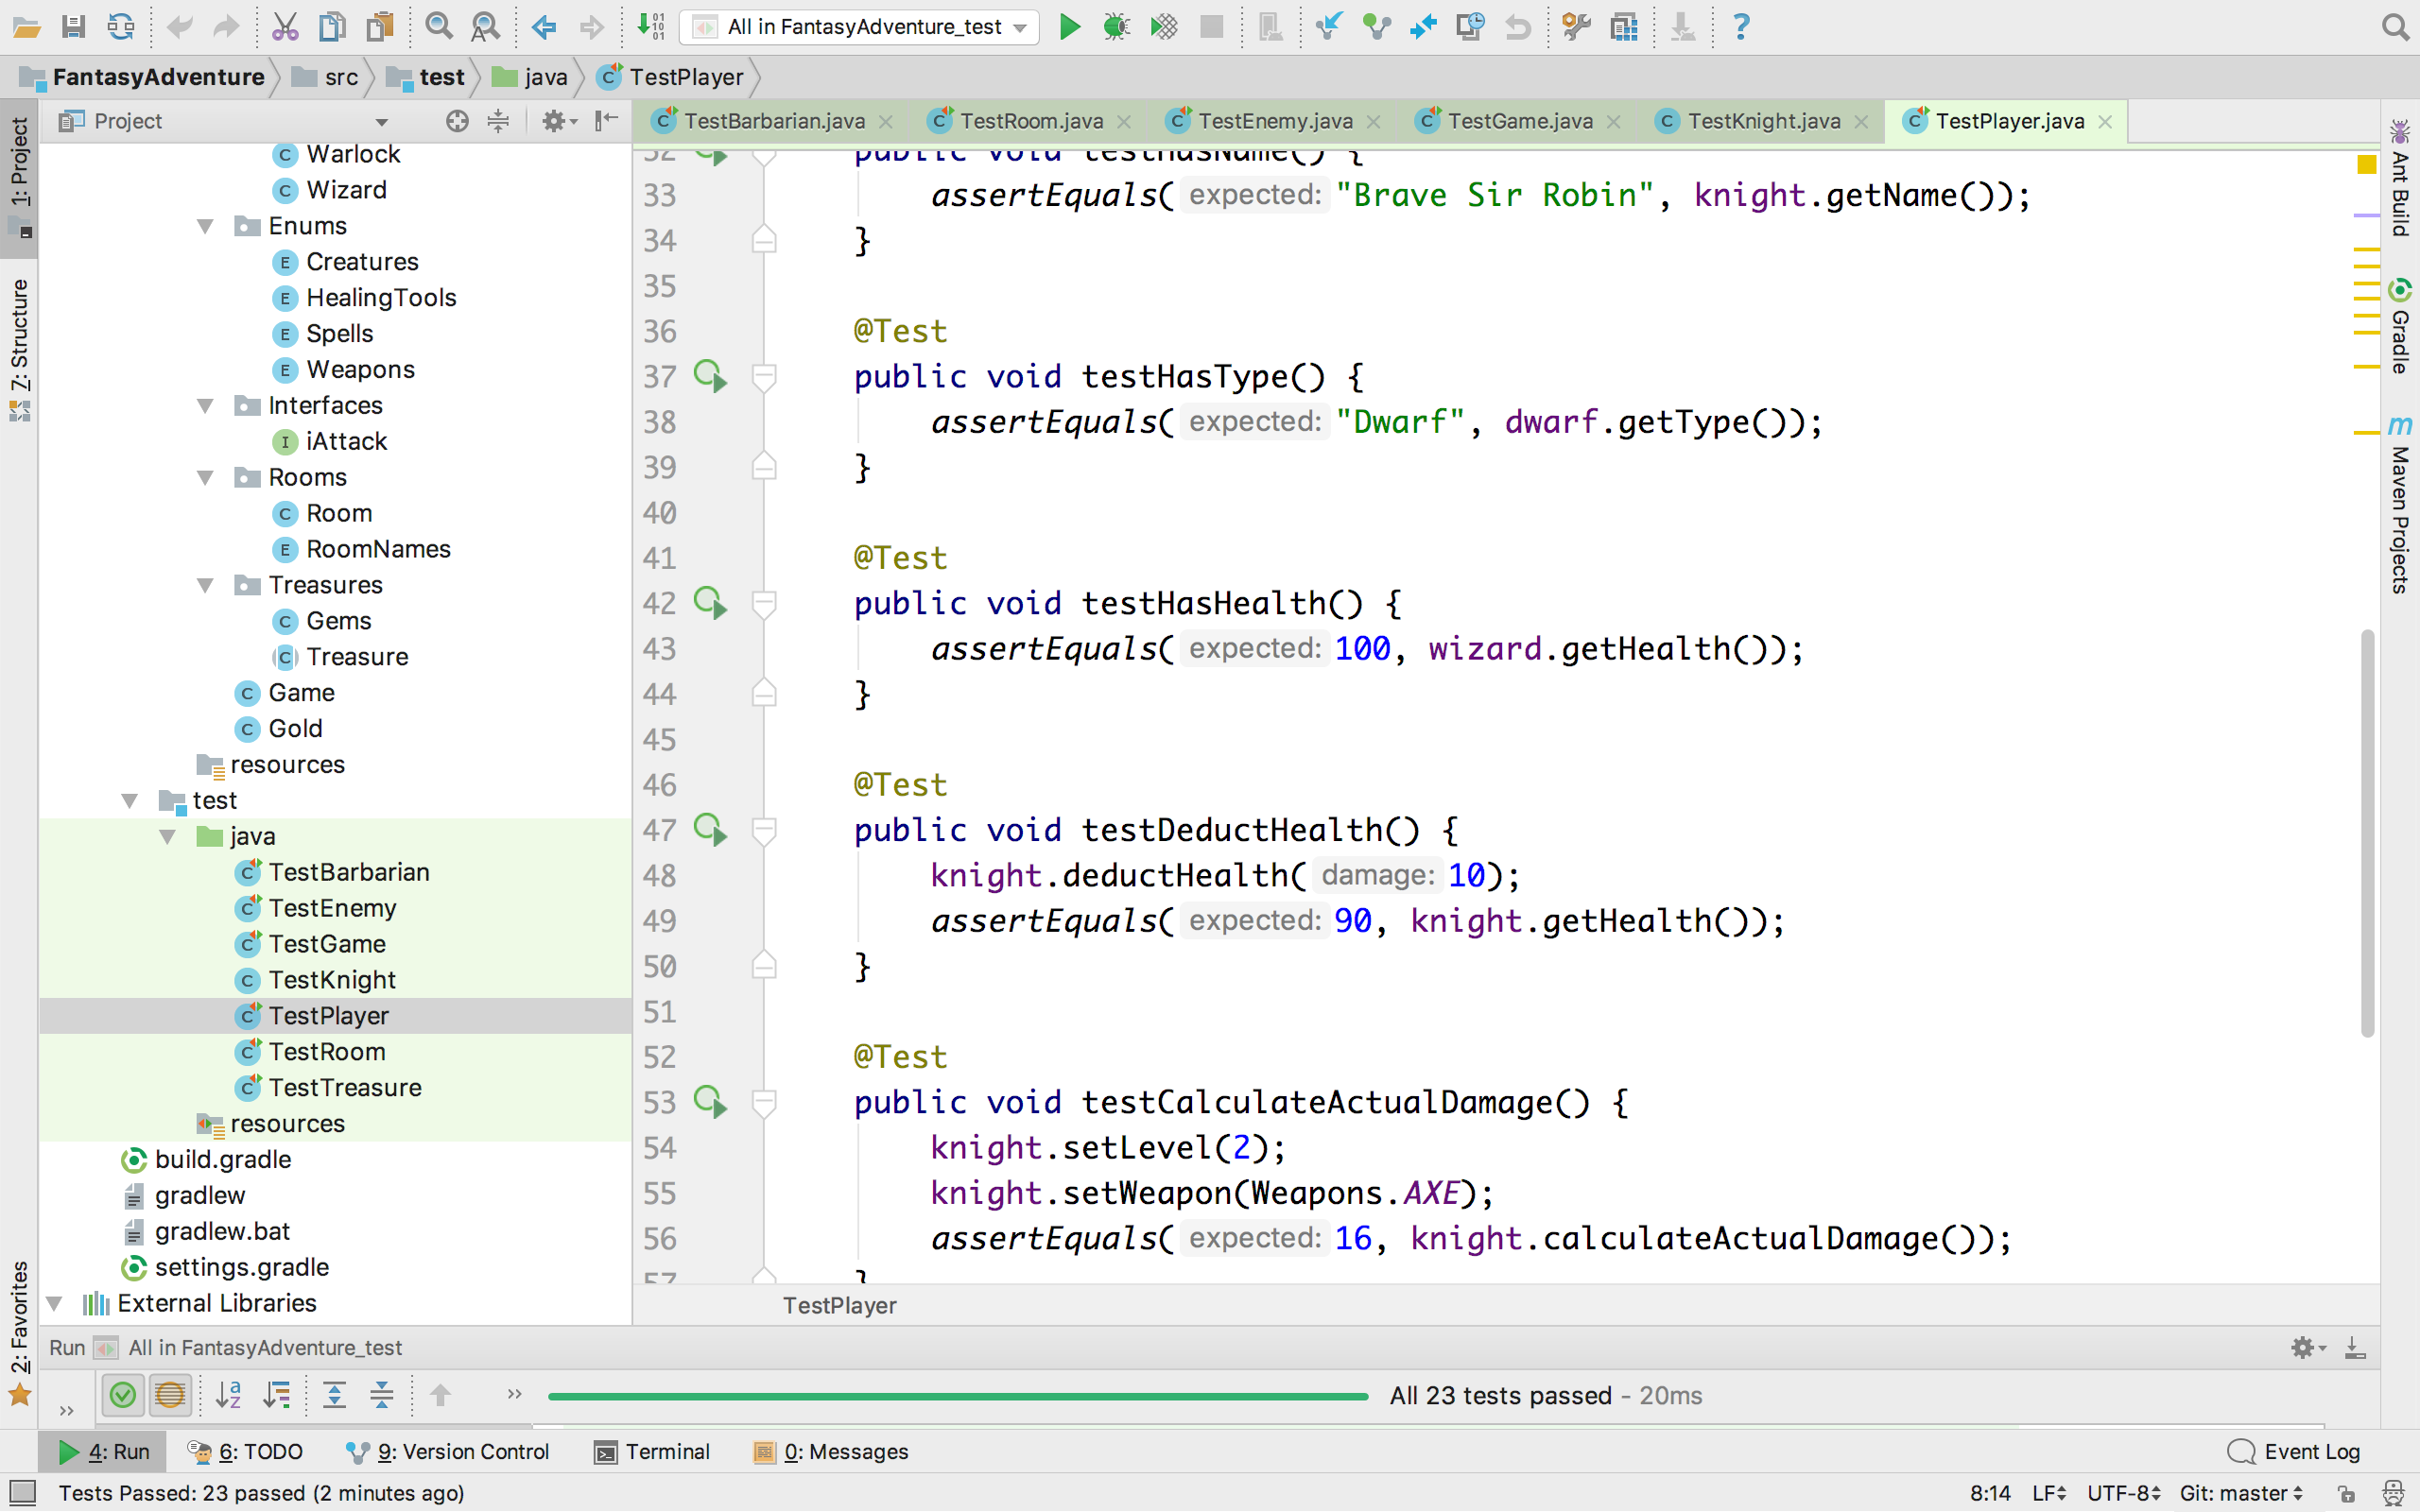 All in FantasyAdventure_test
FantasyAdventure
src
test
java
TestPlayer
1: Project
7: Structure
2: Favorites
Project
Warlock
Wizard
Enums
Creatures
HealingTools
Spells
Weapons
Interfaces
iAttack
Rooms
Room
RoomNames
Treasures
Gems
Treasure
Game
Gold
resources
test
java
TestBarbarian
TestEnemy
TestGame
TestKnight
TestPlayer
TestRoom
TestTreasure
resources
build.gradle
gradlew
gradlew.bat
settings.gradle
External Libraries
TestBarbarian.java
TestRoom.java
TestEnemy.java
TestGame.java
TestKnight.java
TestPlayer.java
32 public void testHasName() {
33 assertEquals( expected: "Brave Sir Robin", knight.getName());
34 }
35
36 @Test
37 public void testHasType() {
38 assertEquals( expected: "Dwarf", dwarf.getType());
39 }
40
41 @Test
42 public void testHasHealth() {
43 assertEquals( expected: 100, wizard.getHealth());
44 }
45
46 @Test
47 public void testDeductHealth() {
48 knight.deductHealth( damage: 10);
49 assertEquals( expected: 90, knight.getHealth());
50 }
51
52 @Test
53 public void testCalculateActualDamage() {
54 knight.setLevel(2);
55 knight.setWeapon(Weapons.AXE);
56 assertEquals( expected: 16, knight.calculateActualDamage());
57 }
TestPlayer
Ant Build
Gradle
Maven Projects
Run All in FantasyAdventure_test
All 23 tests passed - 20ms
4: Run
6: TODO
9: Version Control
Terminal
0: Messages
Event Log
Tests Passed: 23 passed (2 minutes ago)
8:14
LF
UTF-8
Git: master